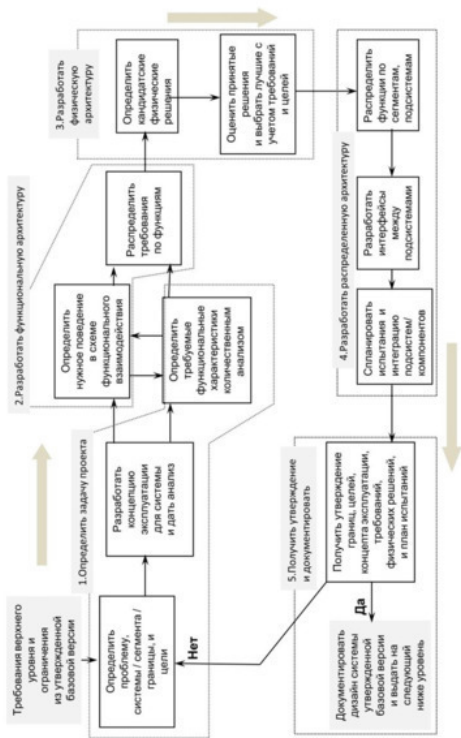 Требования верхнего
уровня и
ограничения
из утвержденной
базовой версии
1.Определить задачу проекта
Определить
проблему,
системы / сегмента /
границы, и
цели
Разработать
концепцию
эксплуатации
для системы
и дать анализ
2.Разработать функциональную архитектуру
Определить
нужное поведение
в схеме
функционального
взаимодействия
Определить
требуемые
функциональные
характеристики
количественным
анализом
Распределить
требования
по функциям
3.Разработать
физическую
архитектуру
Определить
кандидатские
физические
решения
Оценить принятые
решения
и выбрать лучшие с
учетом требований
и целей
4.Разработать распределенную архитектуру
Распределить
функции по
сегментам,
подсистемам
Разработать
интерфейсы
между
подсистемами
Спланировать
испытания и
интеграцию
подсистем/
компонентов
5.Получить утверждение
и документировать
Получить утверждение
границ, целей,
концепта эксплуатации,
требований,
физических решений,
и план испытаний
Нет
Да
Документировать
дизайн системы
утвержденной
базовой версии
и выдать на
следующий
ниже уровень